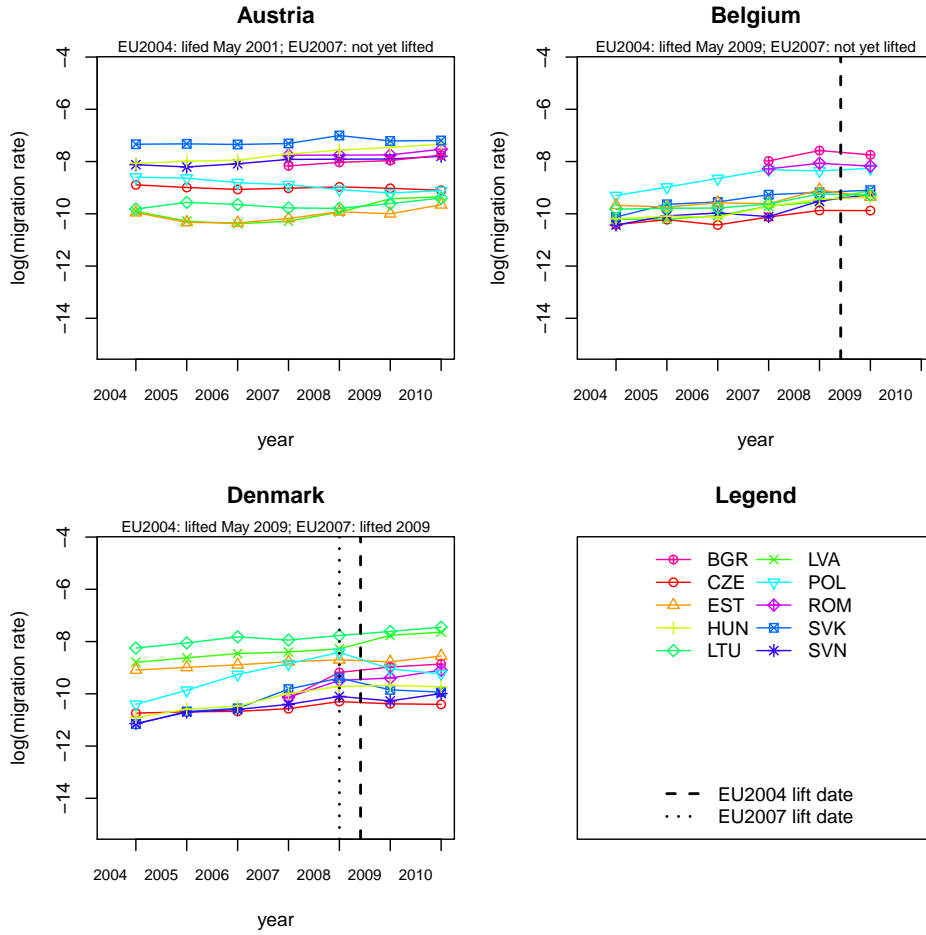 Austria
EU2004: lifed May 2001; EU2007: not yet lifted
log(migration rate)
−4
−6
−8
−10
−12
−14
2004 2005 2006 2007 2008 2009 2010
year
Belgium
EU2004: lifted May 2009; EU2007: not yet lifted
log(migration rate)
−4
−6
−8
−10
−12
−14
2004 2005 2006 2007 2008 2009 2010
year
Denmark
EU2004: lifted May 2009; EU2007: lifted 2009
log(migration rate)
−4
−6
−8
−10
−12
−14
2004 2005 2006 2007 2008 2009 2010
year
Legend
BGR
CZE
EST
HUN
LTU
LVA
POL
ROM
SVK
SVN
EU2004 lift date
EU2007 lift date